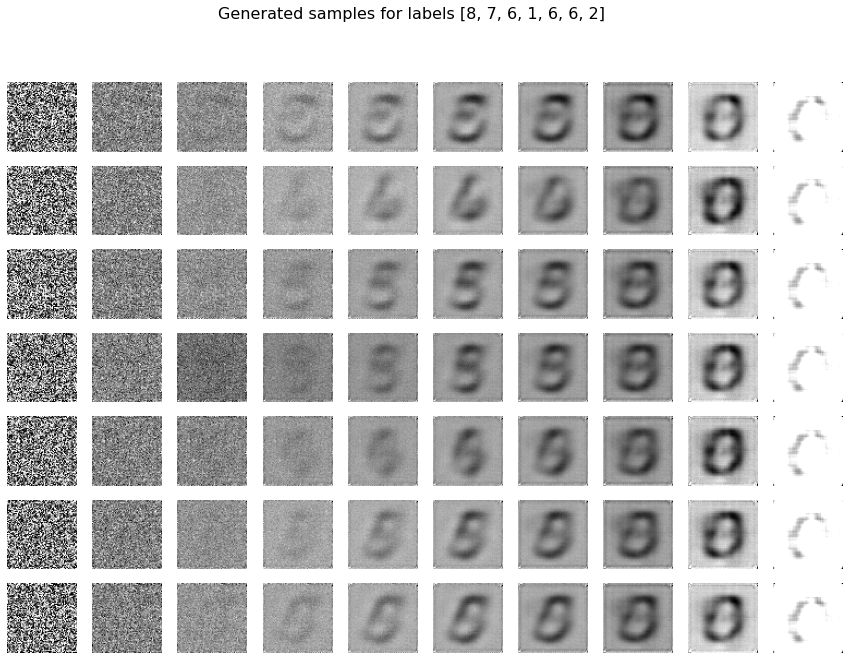 Generated samples for labels [8, 7, 6, 1, 6, 6, 2]